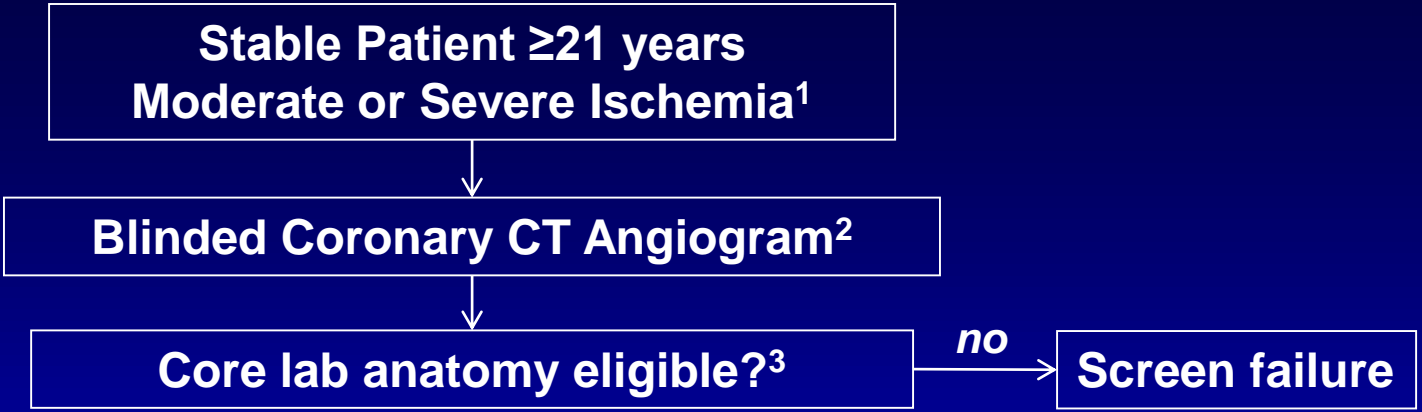 Stable Patient ≥21 years
Moderate or Severe Ischemia¹
Blinded Coronary CT Angiogram²
Core lab anatomy eligible?³
no
Screen failure